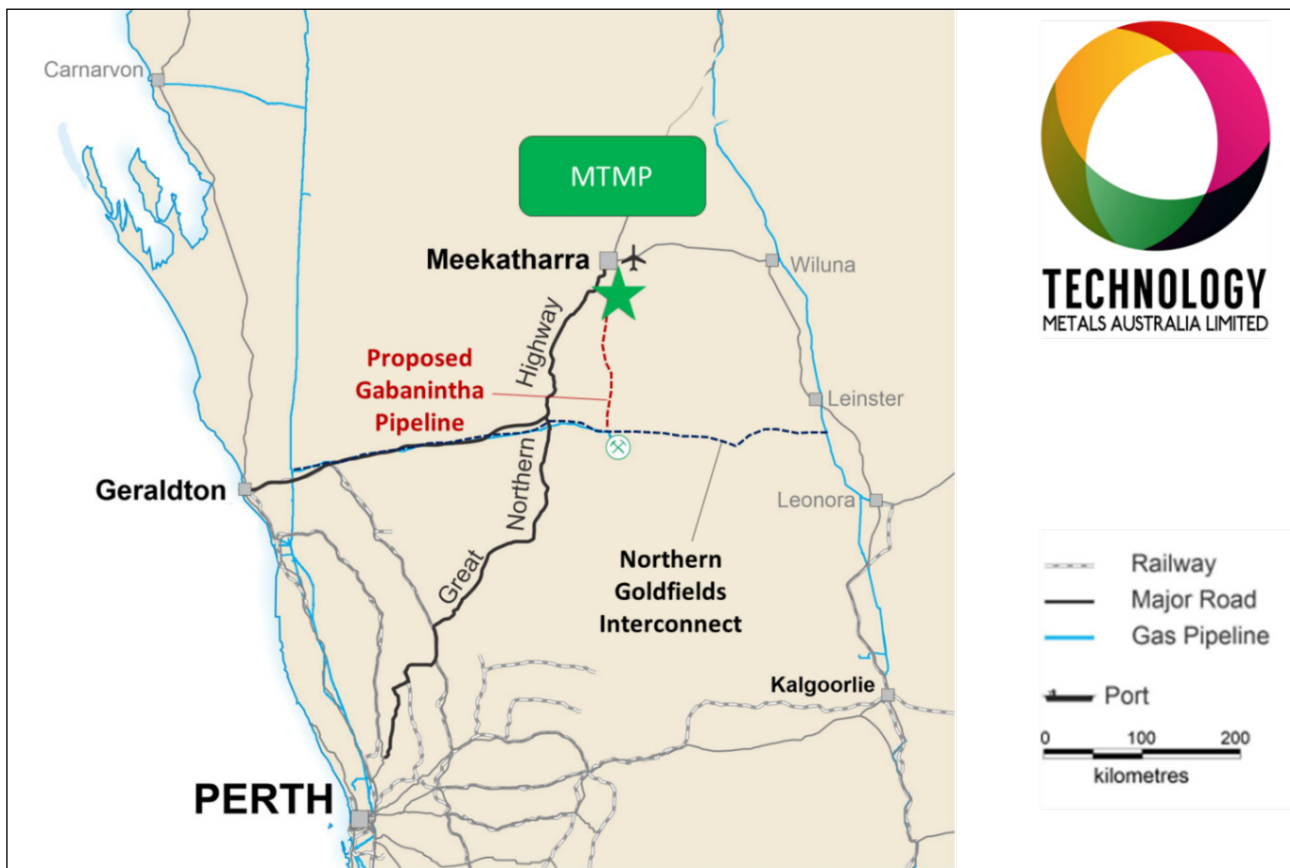 Carnarvon
MTMP
Meekatharra
Wiluna
Highway
Proposed
Gabanintha
Pipeline
Leinster
Geraldton
Northern
Leonora
Great
Northern
Goldfields
Interconnect
Kalgoorlie
PERTH
TECHNOLOGY
METALS AUSTRALIA LIMITED
Railway
Major Road
Gas Pipeline
Port
0 100 200
kilometres